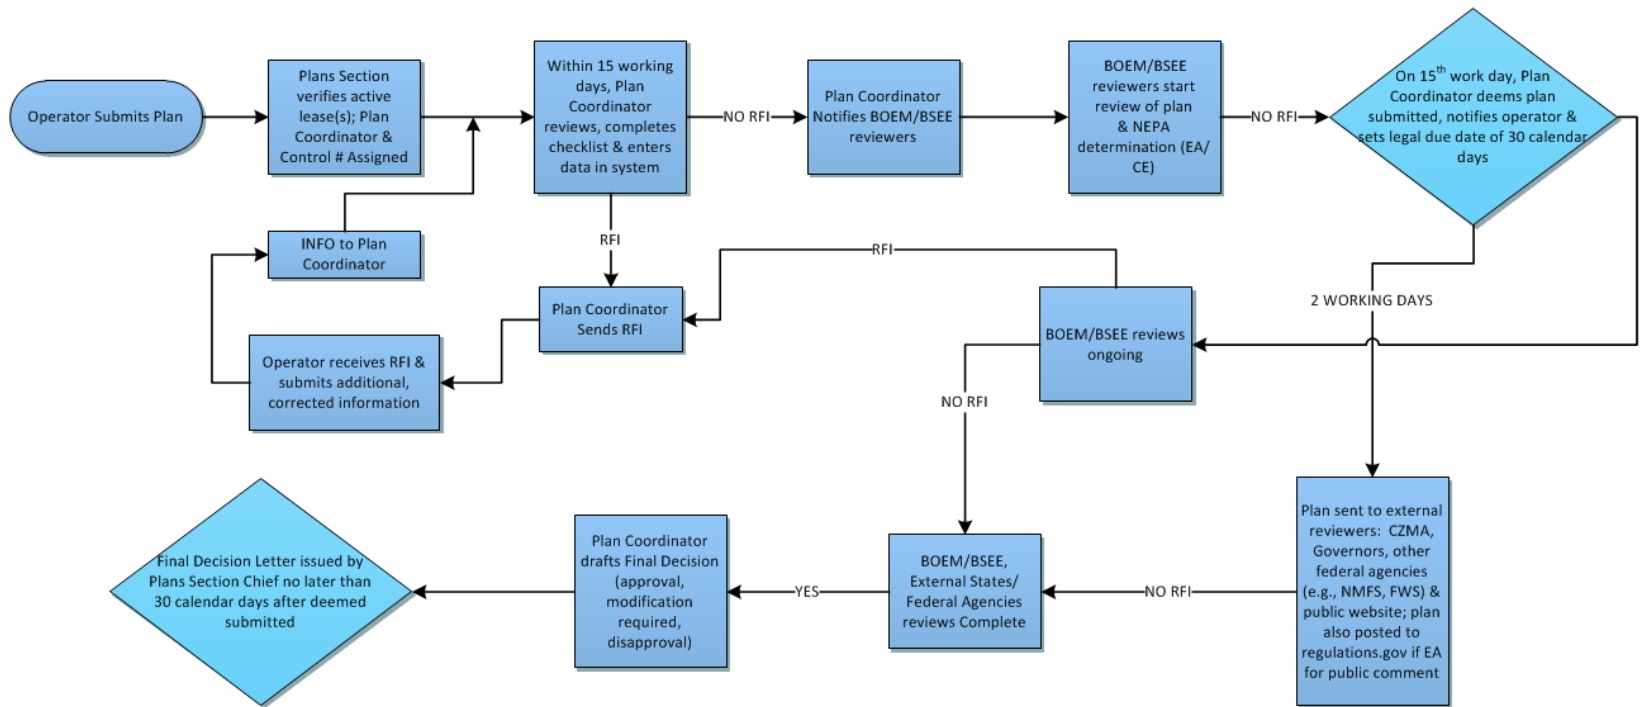 Operator Submits Plan
Plans Section
verifies active
lease(s); Plan
Coordinator &
Control # Assigned
Within 15 working
days, Plan
Coordinator
reviews, completes
checklist & enters
data in system
NO RFI
Plan Coordinator
Notifies BOEM/BSEE
reviewers
BOEM/BSEE
reviewers start
review of plan
& NEPA
determination (EA/
CE)
NO RFI
On 15th work day, Plan
Coordinator deems plan
submitted, notifies operator &
sets legal due date of 30 calendar
days
INFO to Plan
Coordinator
RFI
RFI
Plan Coordinator
Sends RFI
2 WORKING DAYS
BOEM/BSEE reviews
ongoing
Operator receives RFI &
submits additional,
corrected information
NO RFI
Plan sent to external
reviewers: CZMA,
Governors, other
federal agencies
(e.g., NMFS, FWS) &
public website; plan
also posted to
regulations.gov if EA
for public comment
NO RFI
BOEM/BSEE,
External States/
Federal Agencies
reviews Complete
YES
Plan Coordinator
drafts Final Decision
(approval,
modification
required,
disapproval)
Final Decision Letter issued by
Plans Section Chief no later than
30 calendar days after deemed
submitted